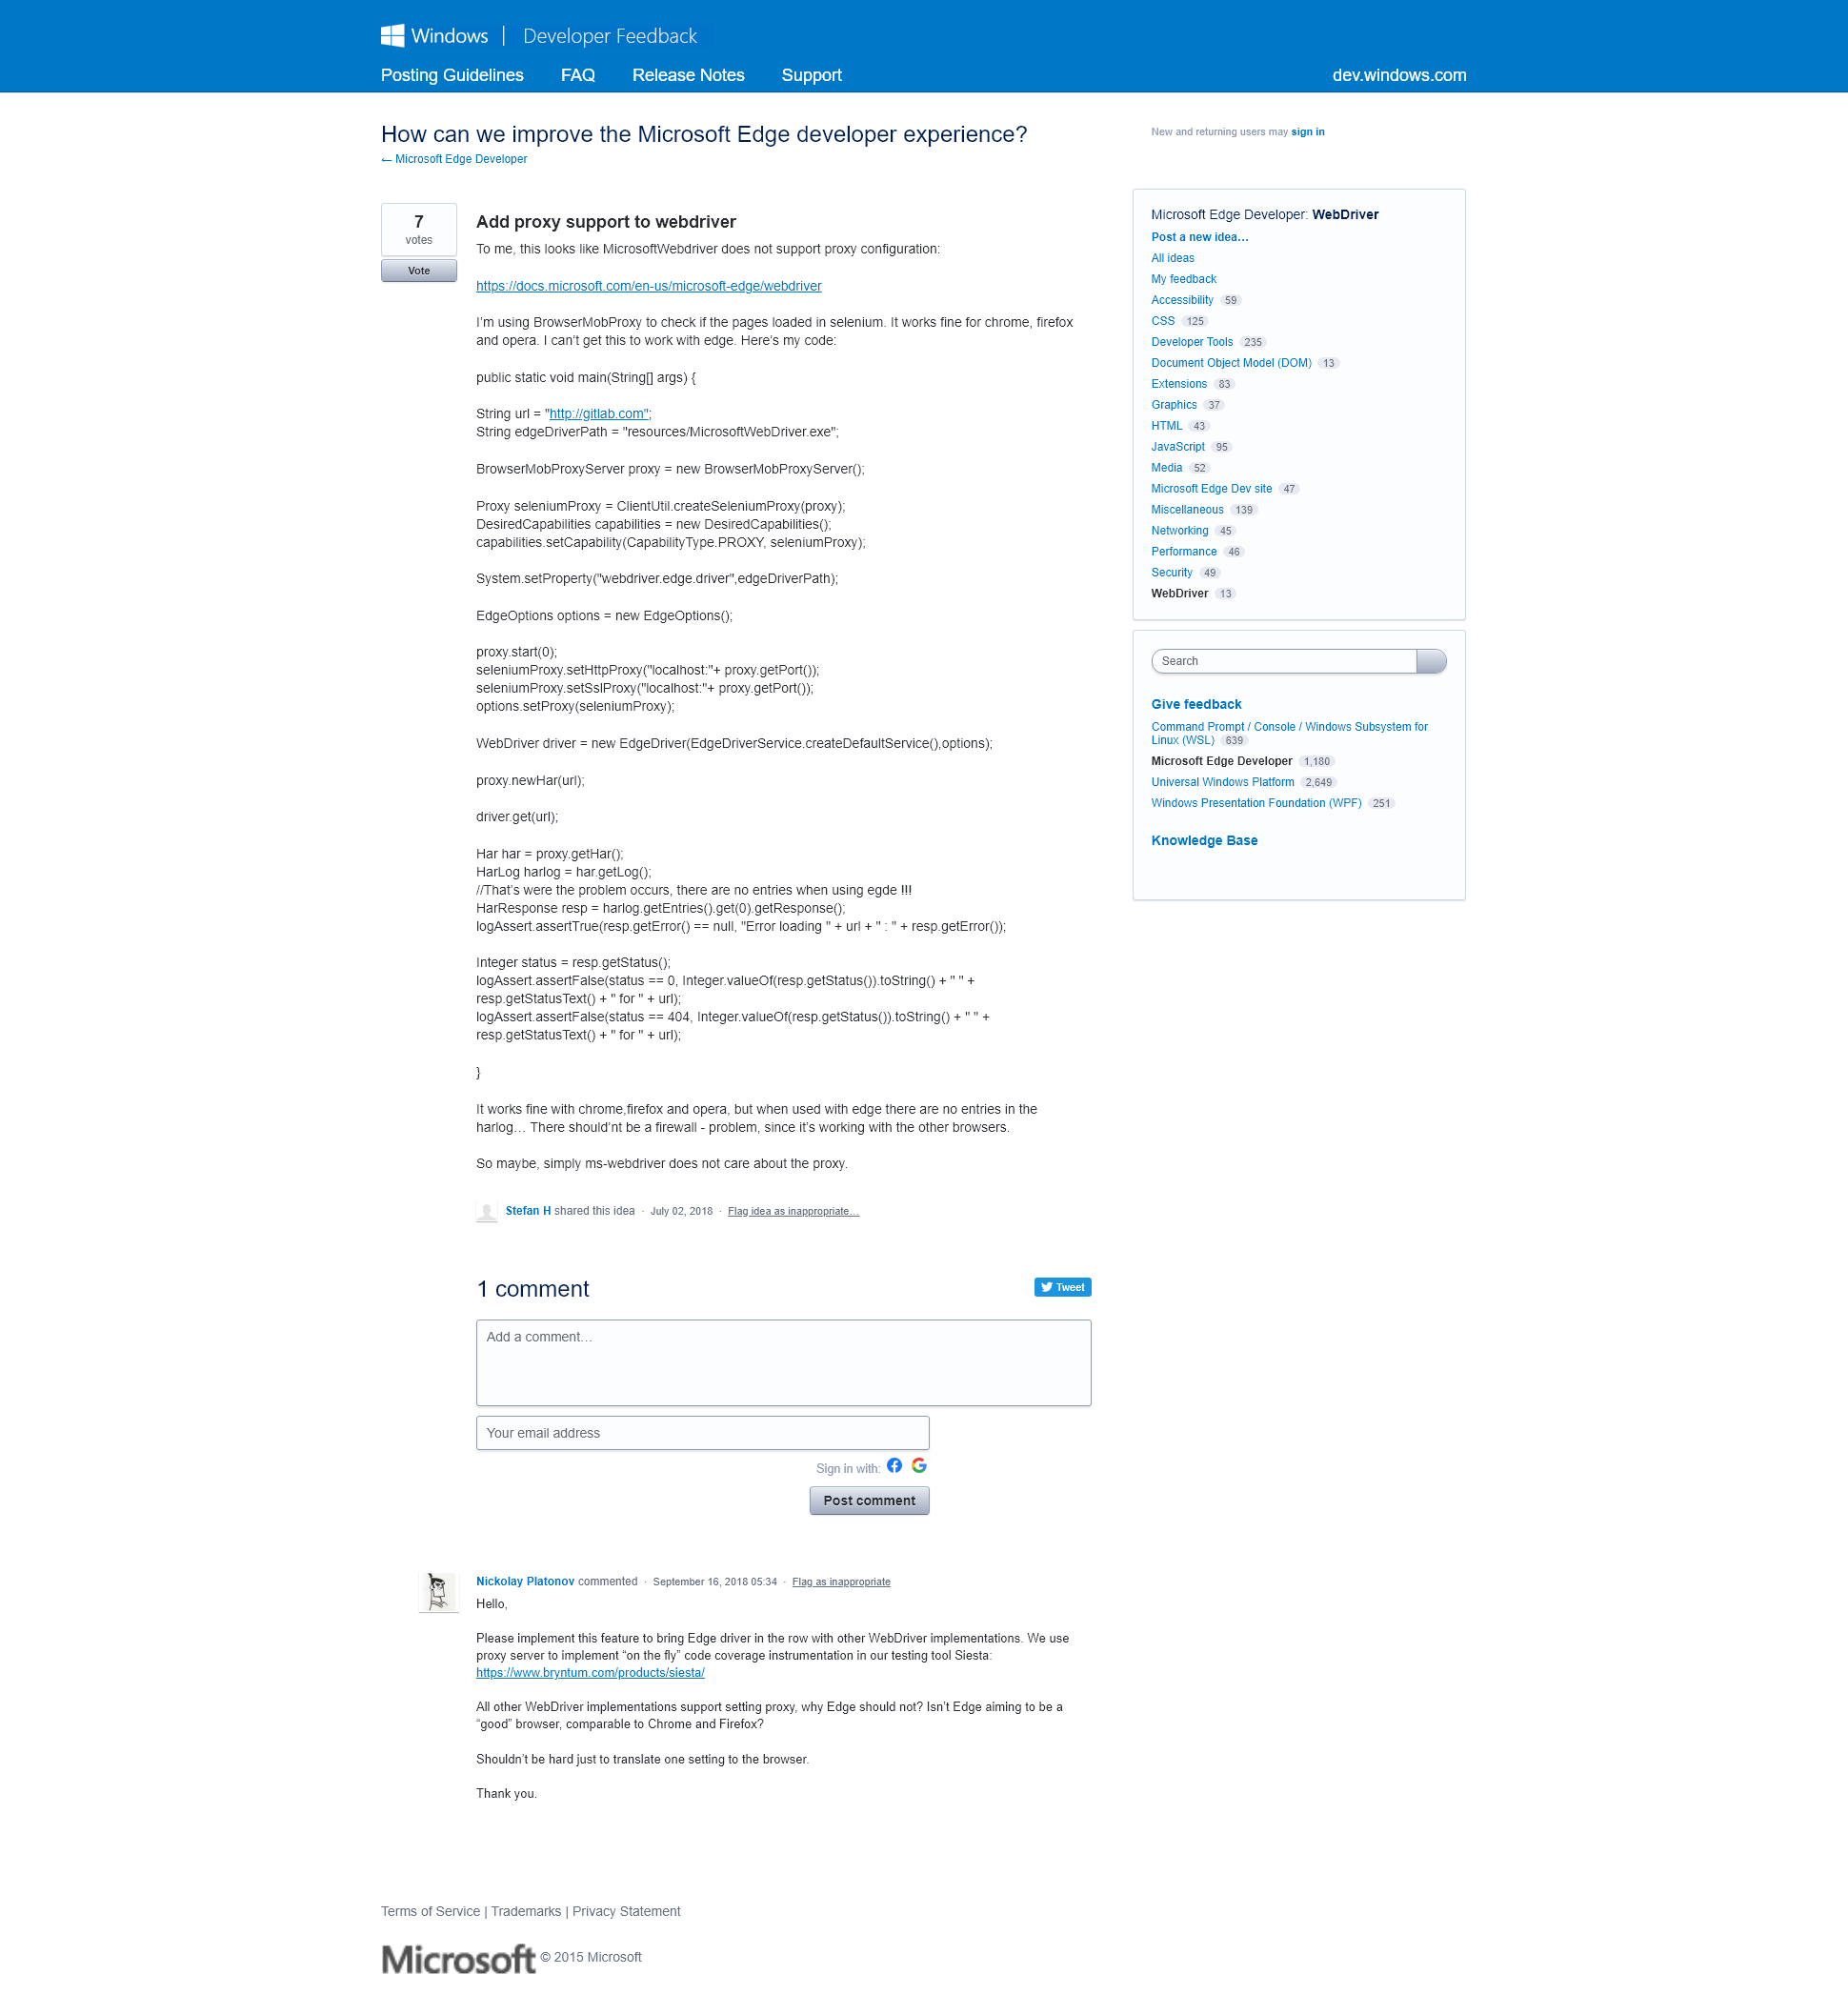 Windows | Developer Feedback
Posting Guidelines FAQ Release Notes Support dev.windows.com
How can we improve the Microsoft Edge developer experience?
← Microsoft Edge Developer
New and returning users may sign in
7
votes
Vote
Add proxy support to webdriver
To me, this looks like MicrosoftWebdriver does not support proxy configuration:
https://docs.microsoft.com/en-us/microsoft-edge/webdriver
I’m using BrowserMobProxy to check if the pages loaded in selenium. It works fine for chrome, firefox
and opera. I can’t get this to work with edge. Here’s my code:
public static void main(String[] args) {
String url = "http://gitlab.com";
String edgeDriverPath = "resources/MicrosoftWebDriver.exe";
BrowserMobProxyServer proxy = new BrowserMobProxyServer();
Proxy seleniumProxy = ClientUtil.createSeleniumProxy(proxy);
DesiredCapabilities capabilities = new DesiredCapabilities();
capabilities.setCapability(CapabilityType.PROXY, seleniumProxy);
System.setProperty("webdriver.edge.driver",edgeDriverPath);
EdgeOptions options = new EdgeOptions();
proxy.start(0);
seleniumProxy.setHttpProxy("localhost:"+ proxy.getPort());
seleniumProxy.setSslProxy("localhost:"+ proxy.getPort());
options.setProxy(seleniumProxy);
WebDriver driver = new EdgeDriver(EdgeDriverService.createDefaultService(),options);
proxy.newHar(url);
driver.get(url);
Har har = proxy.getHar();
HarLog harlog = har.getLog();
//That’s were the problem occurs, there are no entries when using egde !!!
HarResponse resp = harlog.getEntries().get(0).getResponse();
logAssert.assertTrue(resp.getError() == null, "Error loading " + url + " : " + resp.getError());
Integer status = resp.getStatus();
logAssert.assertFalse(status == 0, Integer.valueOf(resp.getStatus()).toString() + " " +
resp.getStatusText() + " for " + url);
logAssert.assertFalse(status == 404, Integer.valueOf(resp.getStatus()).toString() + " " +
resp.getStatusText() + " for " + url);
}
It works fine with chrome,firefox and opera, but when used with edge there are no entries in the
harlog… There should’nt be a firewall - problem, since it’s working with the other browsers.
So maybe, simply ms-webdriver does not care about the proxy.
Stefan H shared this idea · July 02, 2018 · Flag idea as inappropriate…
1 comment
Tweet
Add a comment…
Your email address
Sign in with:
Post comment
Nickolay Platonov commented · September 16, 2018 05:34 · Flag as inappropriate
Hello,
Please implement this feature to bring Edge driver in the row with other WebDriver implementations. We use
proxy server to implement “on the fly” code coverage instrumentation in our testing tool Siesta:
https://www.bryntum.com/products/siesta/
All other WebDriver implementations support setting proxy, why Edge should not? Isn’t Edge aiming to be a
“good” browser, comparable to Chrome and Firefox?
Shouldn’t be hard just to translate one setting to the browser.
Thank you.
Microsoft Edge Developer: WebDriver
Post a new idea…
All ideas
My feedback
Accessibility 59
CSS 125
Developer Tools 235
Document Object Model (DOM) 13
Extensions 83
Graphics 37
HTML 43
JavaScript 95
Media 52
Microsoft Edge Dev site 47
Miscellaneous 139
Networking 45
Performance 46
Security 49
WebDriver 13
Search
Give feedback
Command Prompt / Console / Windows Subsystem for
Linux (WSL) 639
Microsoft Edge Developer 1,180
Universal Windows Platform 2,649
Windows Presentation Foundation (WPF) 251
Knowledge Base
Terms of Service | Trademarks | Privacy Statement
Microsoft © 2015 Microsoft